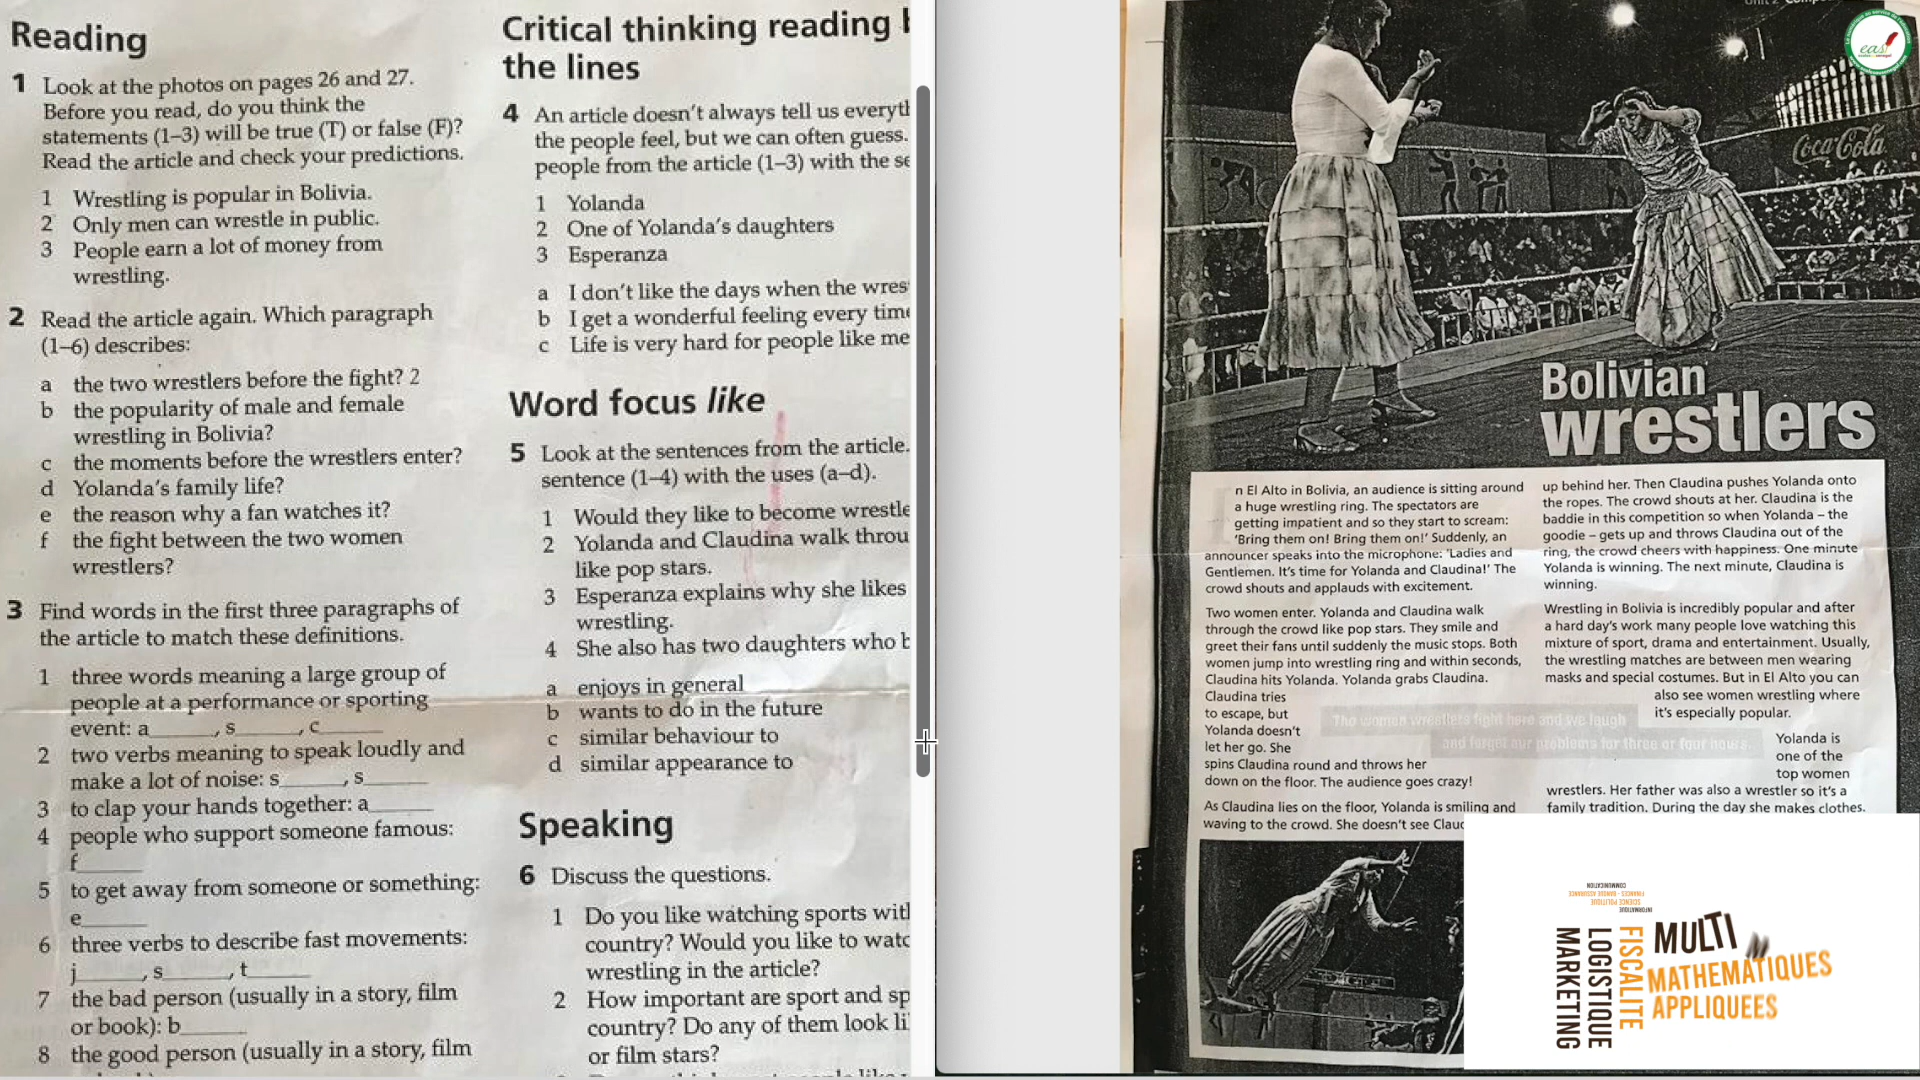 Reading
1 Look at the photos on pages 26 and 27.
Before you read, do you think the
statements (1–3) will be true (T) or false (F)?
Read the article and check your predictions.
1 Wrestling is popular in Bolivia.
2 Only men can wrestle in public.
3 People earn a lot of money from
wrestling.
2 Read the article again. Which paragraph
(1–6) describes:
a the two wrestlers before the fight? 2
b the popularity of male and female
wrestling in Bolivia?
c the moments before the wrestlers enter?
d Yolanda's family life?
e the reason why a fan watches it?
f the fight between the two women
wrestlers?
3 Find words in the first three paragraphs of
the article to match these definitions.
1 three words meaning a large group of
people at a performance or sporting
event: a______, s______, c______
2 two verbs meaning to speak loudly and
make a lot of noise: s______, s______
3 to clap your hands together: a______
4 people who support someone famous:
f______
5 to get away from someone or something:
e______
6 three verbs to describe fast movements:
j______, s______, t______
7 the bad person (usually in a story, film
or book): b______
8 the good person (usually in a story, film
Critical thinking reading
the lines
4 An article doesn't always tell us
the people feel, but we can often guess.
people from the article (1–3) with the
1 Yolanda
2 One of Yolanda's daughters
3 Esperanza
a I don't like the days when the
b I get a wonderful feeling every
c Life is very hard for people like me
Word focus like
5 Look at the sentences from the article.
sentence (1–4) with the uses (a–d).
1 Would they like to become
2 Yolanda and Claudina walk
like pop stars.
3 Esperanza explains why she likes
wrestling.
4 She also has two daughters who
a enjoys in general
b wants to do in the future
c similar behaviour to
d similar appearance to
Speaking
6 Discuss the questions.
1 Do you like watching sports
country? Would you like to
wrestling in the article?
2 How important are sport and
country? Do any of them look
or film stars?
Unit 2
eas!
Coca-Cola
Bolivian
wrestlers
In El Alto in Bolivia, an audience is sitting around
a huge wrestling ring. The spectators are
getting impatient and so they start to scream:
'Bring them on! Bring them on!' Suddenly, an
announcer speaks into the microphone: 'Ladies and
Gentlemen. It's time for Yolanda and Claudina!' The
crowd shouts and applauds with excitement.
Two women enter. Yolanda and Claudina walk
through the crowd like pop stars. They smile and
greet their fans until suddenly the music stops. Both
women jump into wrestling ring and within seconds,
Claudina hits Yolanda. Yolanda grabs Claudina.
Claudina tries
to escape, but
Yolanda doesn't
let her go. She
spins Claudina round and throws her
down on the floor. The audience goes crazy!
As Claudina lies on the floor, Yolanda is smiling and
waving to the crowd. She doesn't see
up behind her. Then Claudina pushes Yolanda onto
the ropes. The crowd shouts at her. Claudina is the
baddie in this competition so when Yolanda – the
goodie – gets up and throws Claudina out of the
ring, the crowd cheers with happiness. One minute
Yolanda is winning. The next minute, Claudina is
winning.
Wrestling in Bolivia is incredibly popular and after
a hard day's work many people love watching this
mixture of sport, drama and entertainment. Usually,
the wrestling matches are between men wearing
masks and special costumes. But in El Alto you can
also see women wrestling where
it's especially popular.
The women wrestlers fight here and we laugh
and forget our problems for three or four hours.
Yolanda is
one of the
top women
wrestlers. Her father was also a wrestler so it's a
family tradition. During the day she makes clothes.
COMMUNICATION
FINANCES - BANQUE ASSURANCE
SCIENCE POLITIQUE
INFORMATIQUE
MARKETING
LOGISTIQUE
FISCALITE
MULTI
MATHEMATIQUES
APPLIQUEES